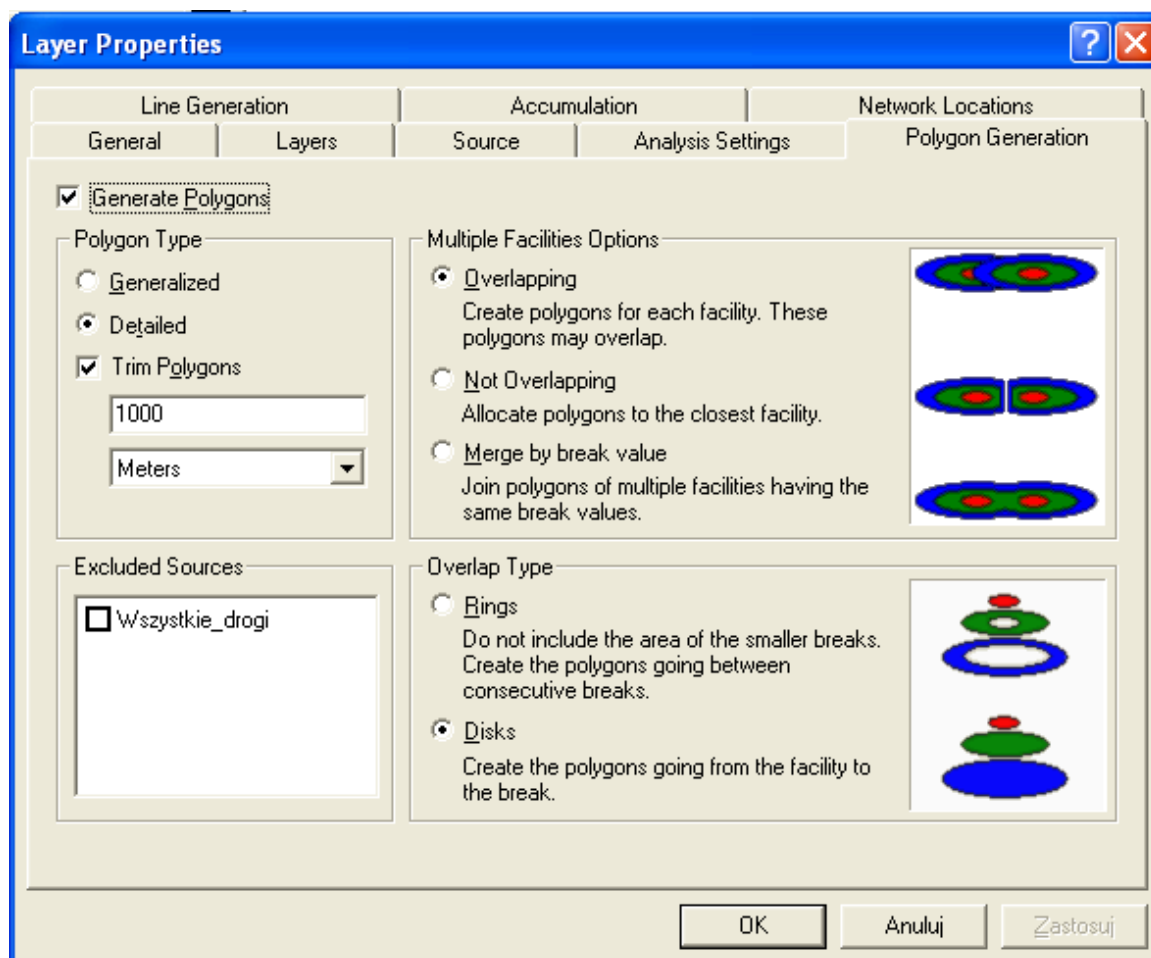 Layer Properties
Line Generation
Accumulation
Network Locations
General
Layers
Source
Analysis Settings
Polygon Generation
Generate Polygons
Polygon Type
Generalized
Detailed
Trim Polygons
1000
Meters
Multiple Facilities Options
Overlapping
Create polygons for each facility. These
polygons may overlap.
Not Overlapping
Allocate polygons to the closest facility.
Merge by break value
Join polygons of multiple facilities having the
same break values.
Excluded Sources
Wszystkie_drogi
Overlap Type
Rings
Do not include the area of the smaller breaks.
Create the polygons going between
consecutive breaks.
Disks
Create the polygons going from the facility to
the break.
OK
Anuluj
Zastosuj